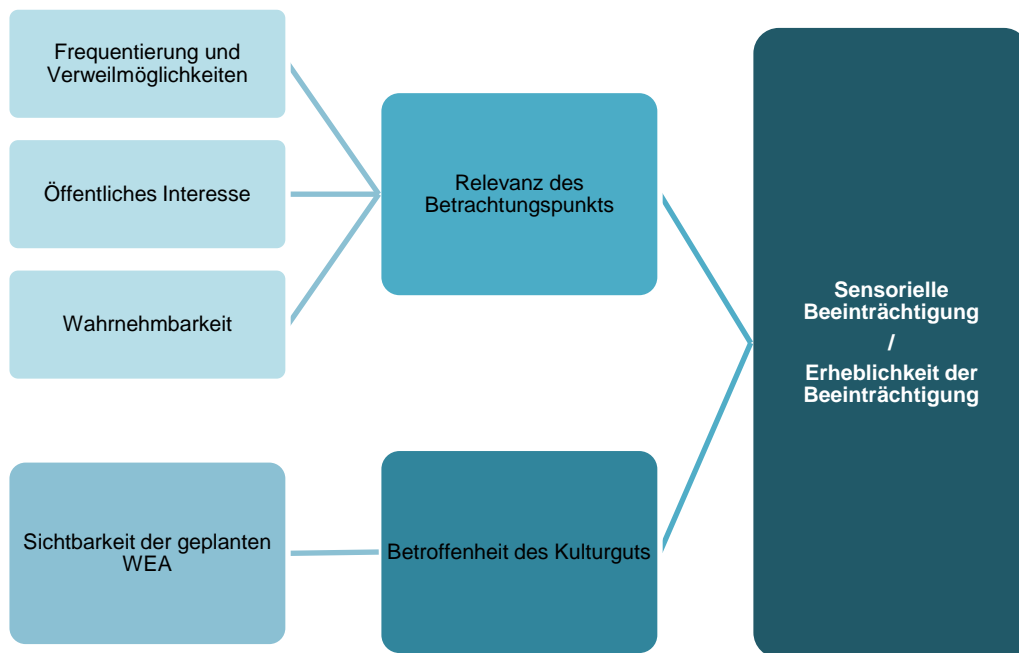 Frequentierung und
Verweilmöglichkeiten
Öffentliches Interesse
Wahrnehmbarkeit
Sichtbarkeit der geplanten
WEA
Relevanz des
Betrachtungspunkts
Betroffenheit des Kulturguts
Sensorielle
Beeinträchtigung
/
Erheblichkeit der
Beeinträchtigung